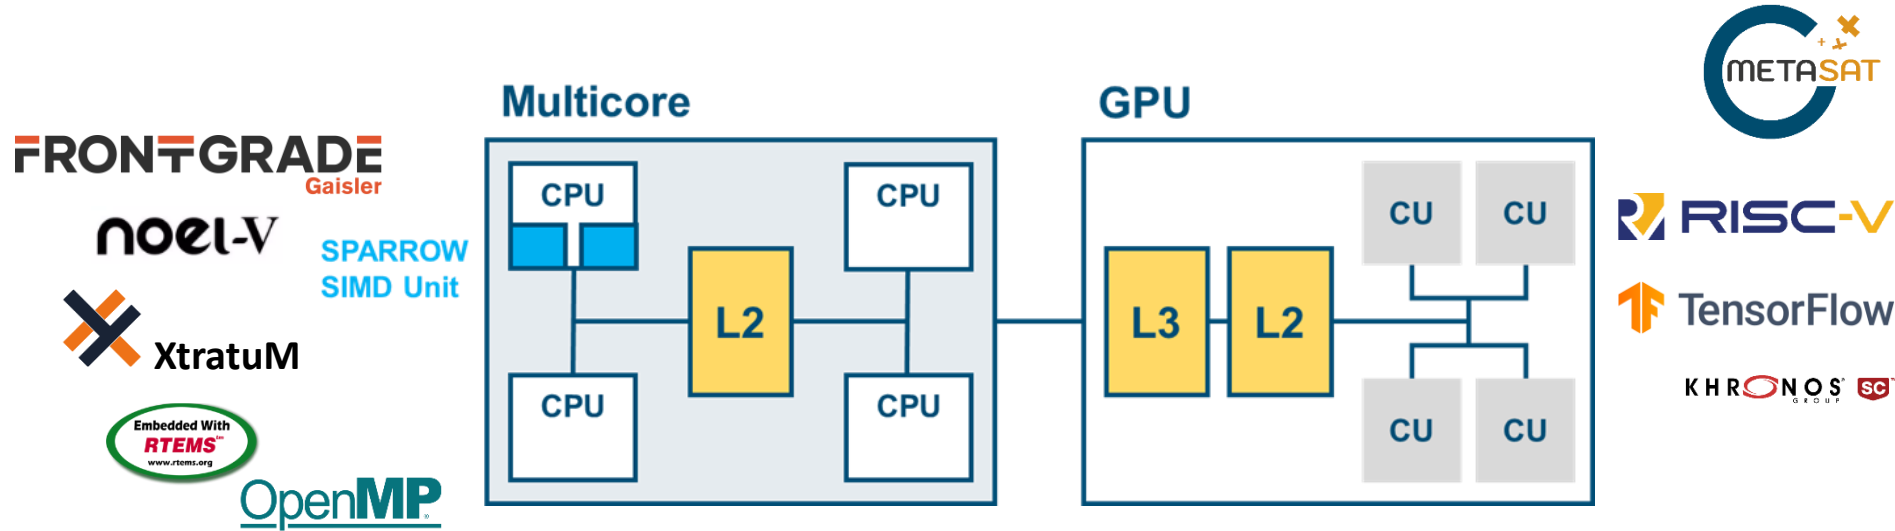 METASAT
Multicore
GPU
FRONTGRADE
Gaisler
noel-V
SPARROW
SIMD Unit
XtratuM
Embedded With
RTEMS
www.rtems.org
OpenMP
CPU
CPU
L2
CPU
CPU
L3
L2
CU
CU
CU
CU
RISC-V
TensorFlow
KHRONOS
GROUP
SC